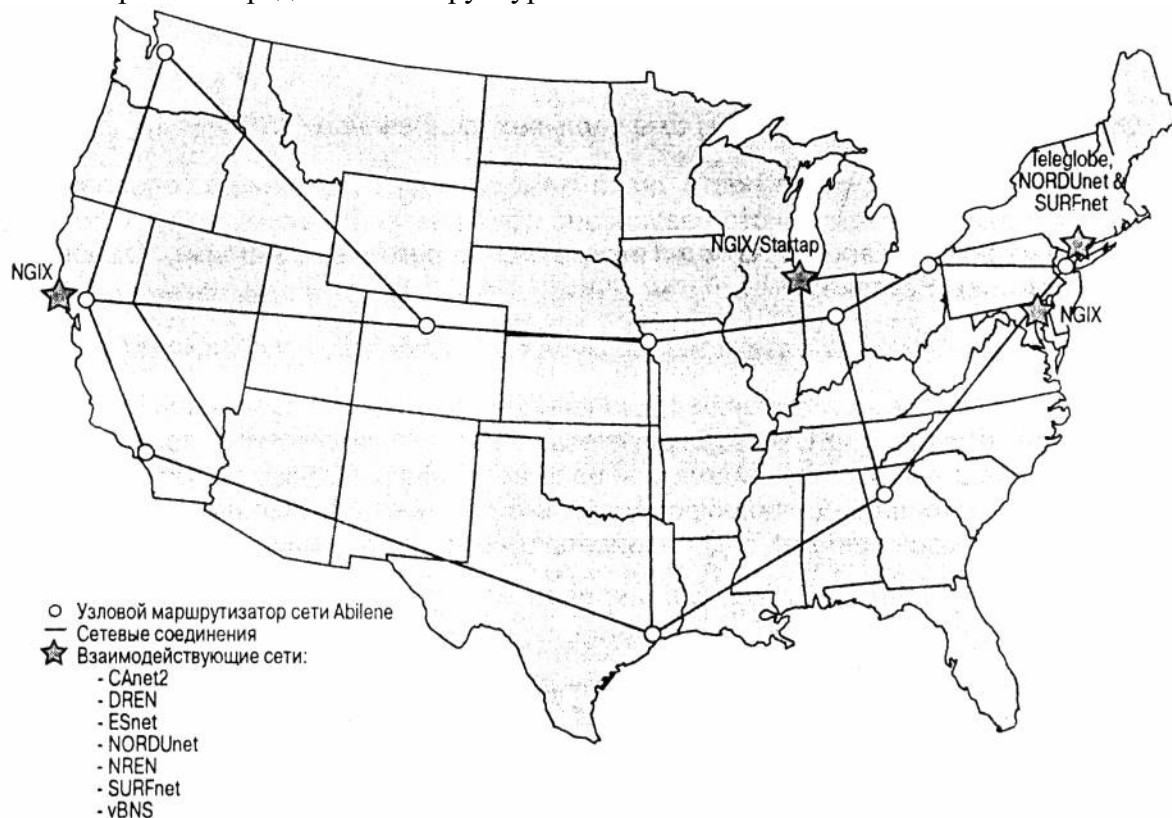 Teleglobe,
NORDUnet &
SURFnet
NGIX/Startap
NGIX
NGIX
Узловой маршрутизатор сети Abilene
Сетевые соединения
Взаимодействующие сети:
- CAnet2
- DREN
- ESnet
- NORDUnet
- NREN
- SURFnet
- vBNS